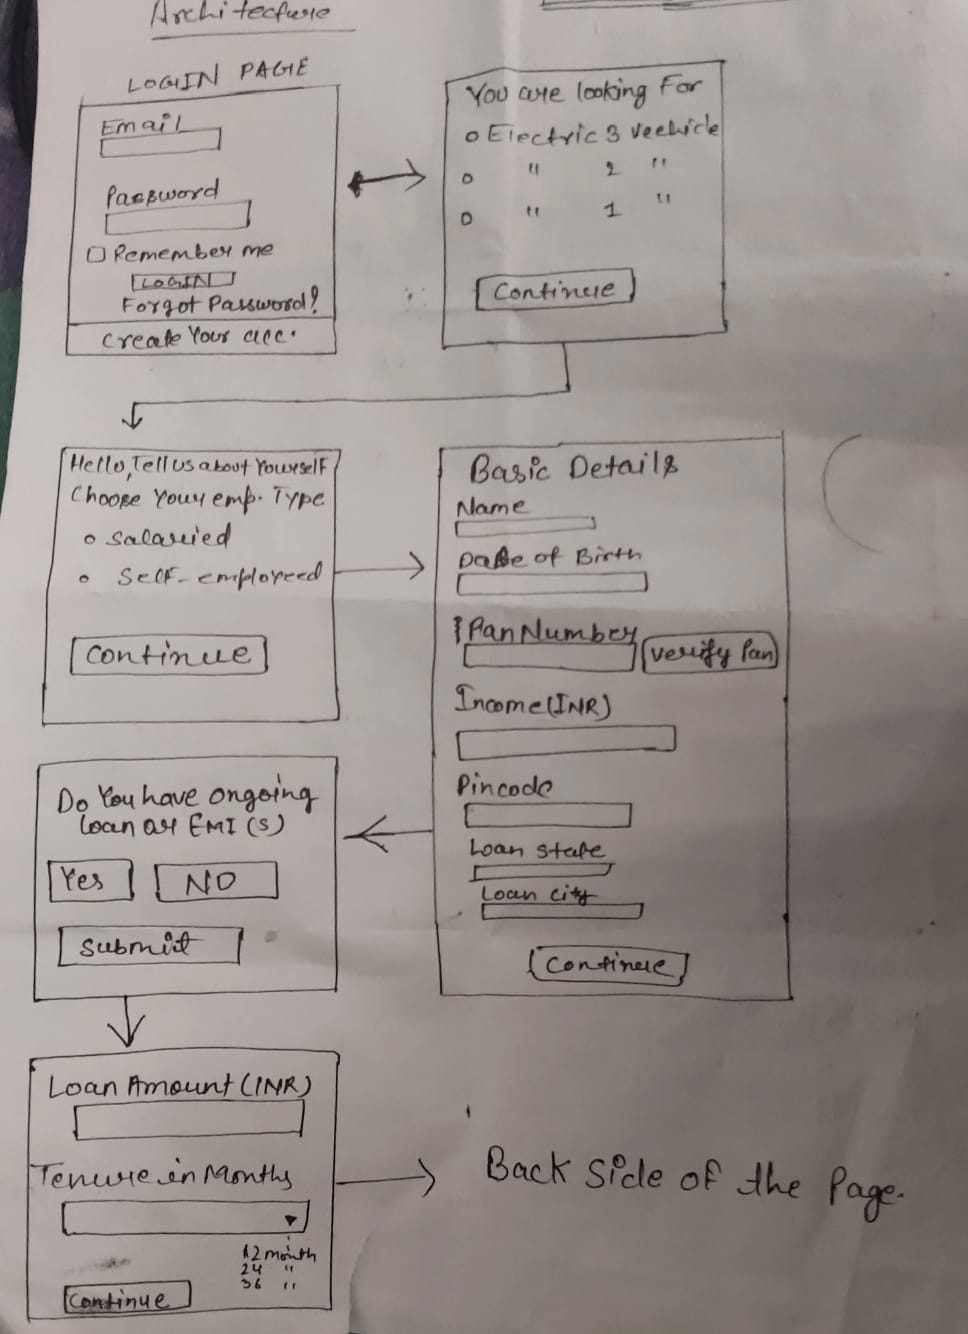 Architecture
LOGIN PAGE
Email
Password
Remember me
LOGIN
Forgot Password?
Create Your acc.
You are looking For
Electric 3 Veehicle
" 2 "
" 1 "
Continue
Hello, Tell us about Yourself
Choose Your emp. Type
Salaried
Self-employeed
Continue
Basic Details
Name
Date of Birth
Pan Number
Verify Pan
Income (INR)
Pincode
Loan state
Loan city
Continue
Do You have ongoing
loan or EMI (S)
Yes
NO
Submit
Loan Amount (INR)
Tenure in Months
12 month
24 "
36 "
Continue
Back Side of the Page.